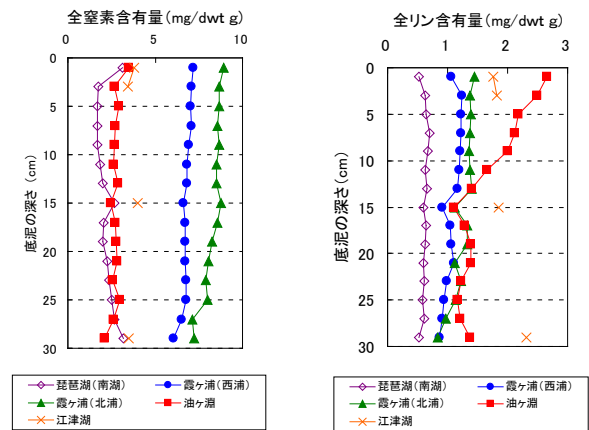 全窒素含有量(mg/dwt g)
0 5 10
0
5
10
15
20
25
30
底泥の深さ(cm)
琵琶湖(南湖) 霞ヶ浦(西浦)
霞ヶ浦(北浦) 油ヶ淵
江津湖
全リン含有量(mg/dwt g)
0 1 2 3
0
5
10
15
20
25
30
底泥の深さ(cm)
琵琶湖(南湖) 霞ヶ浦(西浦)
霞ヶ浦(北浦) 油ヶ淵
江津湖